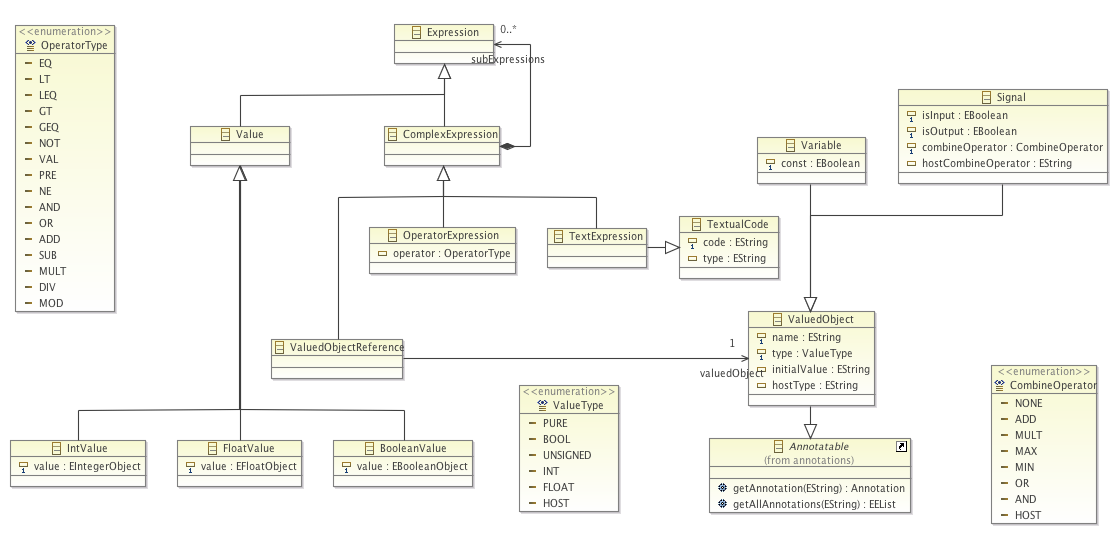 <<enumeration>>
OperatorType
EQ
LT
LEQ
GT
GEQ
NOT
VAL
PRE
NE
AND
OR
ADD
SUB
MULT
DIV
MOD
Expression
0..*
subExpressions
Value
ComplexExpression
OperatorExpression
operator : OperatorType
TextExpression
TextualCode
code : EString
type : EString
Variable
const : EBoolean
Signal
isInput : EBoolean
isOutput : EBoolean
combineOperator : CombineOperator
hostCombineOperator : EString
ValuedObjectReference
1
valuedObject
ValuedObject
name : EString
type : ValueType
initialValue : EString
hostType : EString
IntValue
value : EIntegerObject
FloatValue
value : EFloatObject
BooleanValue
value : EBooleanObject
<<enumeration>>
ValueType
PURE
BOOL
UNSIGNED
INT
FLOAT
HOST
Annotatable
(from annotations)
getAnnotation(EString) : Annotation
getAllAnnotations(EString) : EEList
<<enumeration>>
CombineOperator
NONE
ADD
MULT
MAX
MIN
OR
AND
HOST